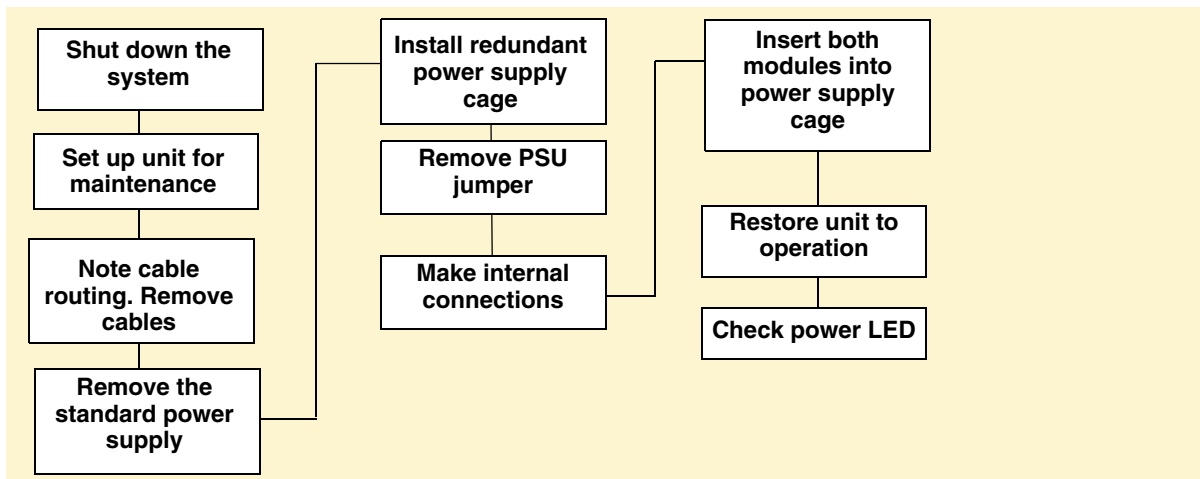 Shut down the
system
Set up unit for
maintenance
Note cable
routing. Remove
cables
Remove the
standard power
supply
Install redundant
power supply
cage
Remove PSU
jumper
Make internal
connections
Insert both
modules into
power supply
cage
Restore unit to
operation
Check power LED